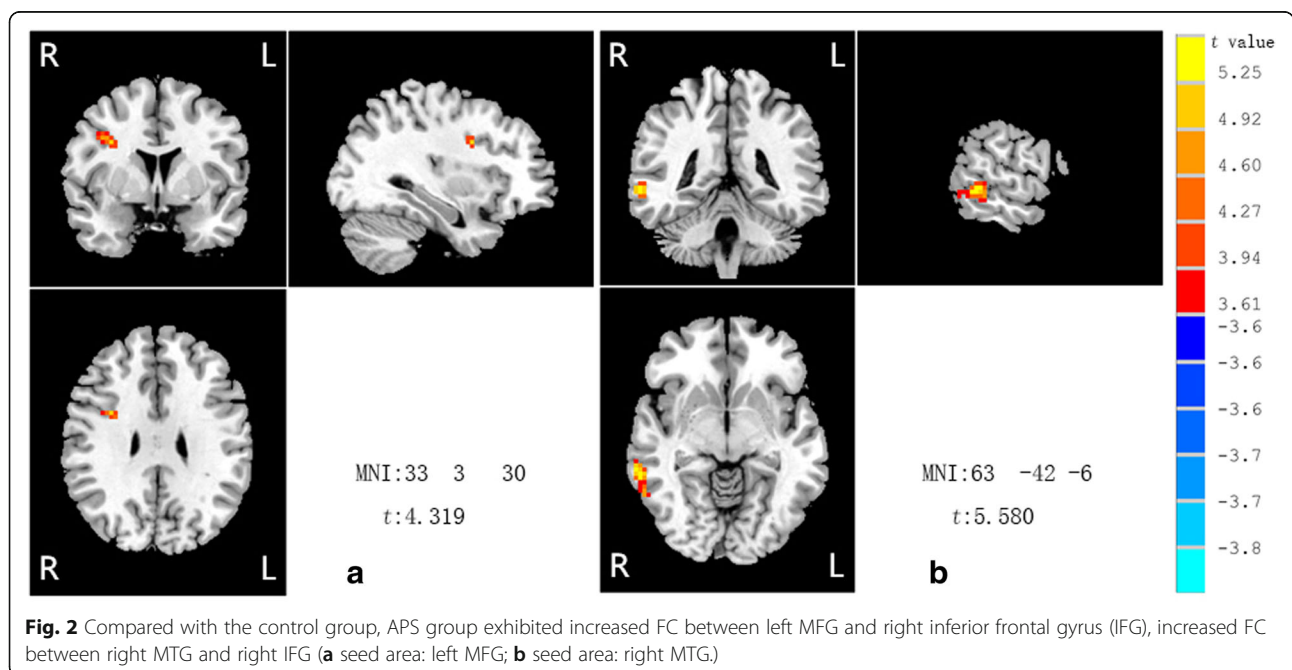 R L
R L
t value
5.25
4.92
4.60
4.27
3.94
3.61
-3.6
-3.6
-3.6
-3.7
-3.7
-3.8
MNI:33 3 30
t:4.319
R L
a
MNI:63 -42 -6
t:5.580
R L
b
Fig. 2 Compared with the control group, APS group exhibited increased FC between left MFG and right inferior frontal gyrus (IFG), increased FC
between right MTG and right IFG (a seed area: left MFG; b seed area: right MTG.)